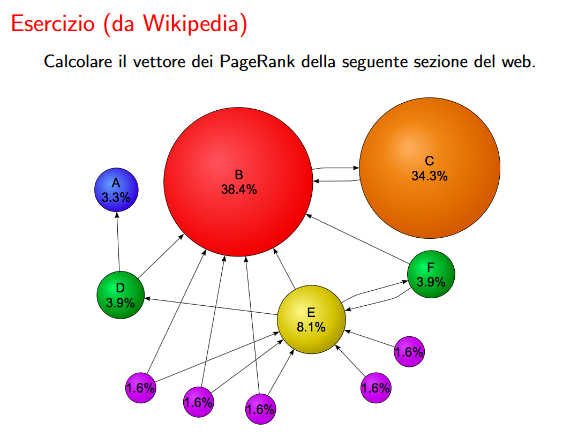 Esercizio (da Wikipedia)
Calcolare il vettore dei PageRank della seguente sezione del web.
A
3.3%
B
38.4%
C
34.3%
D
3.9%
E
8.1%
F
3.9%
1.6%
1.6%
1.6%
1.6%
1.6%